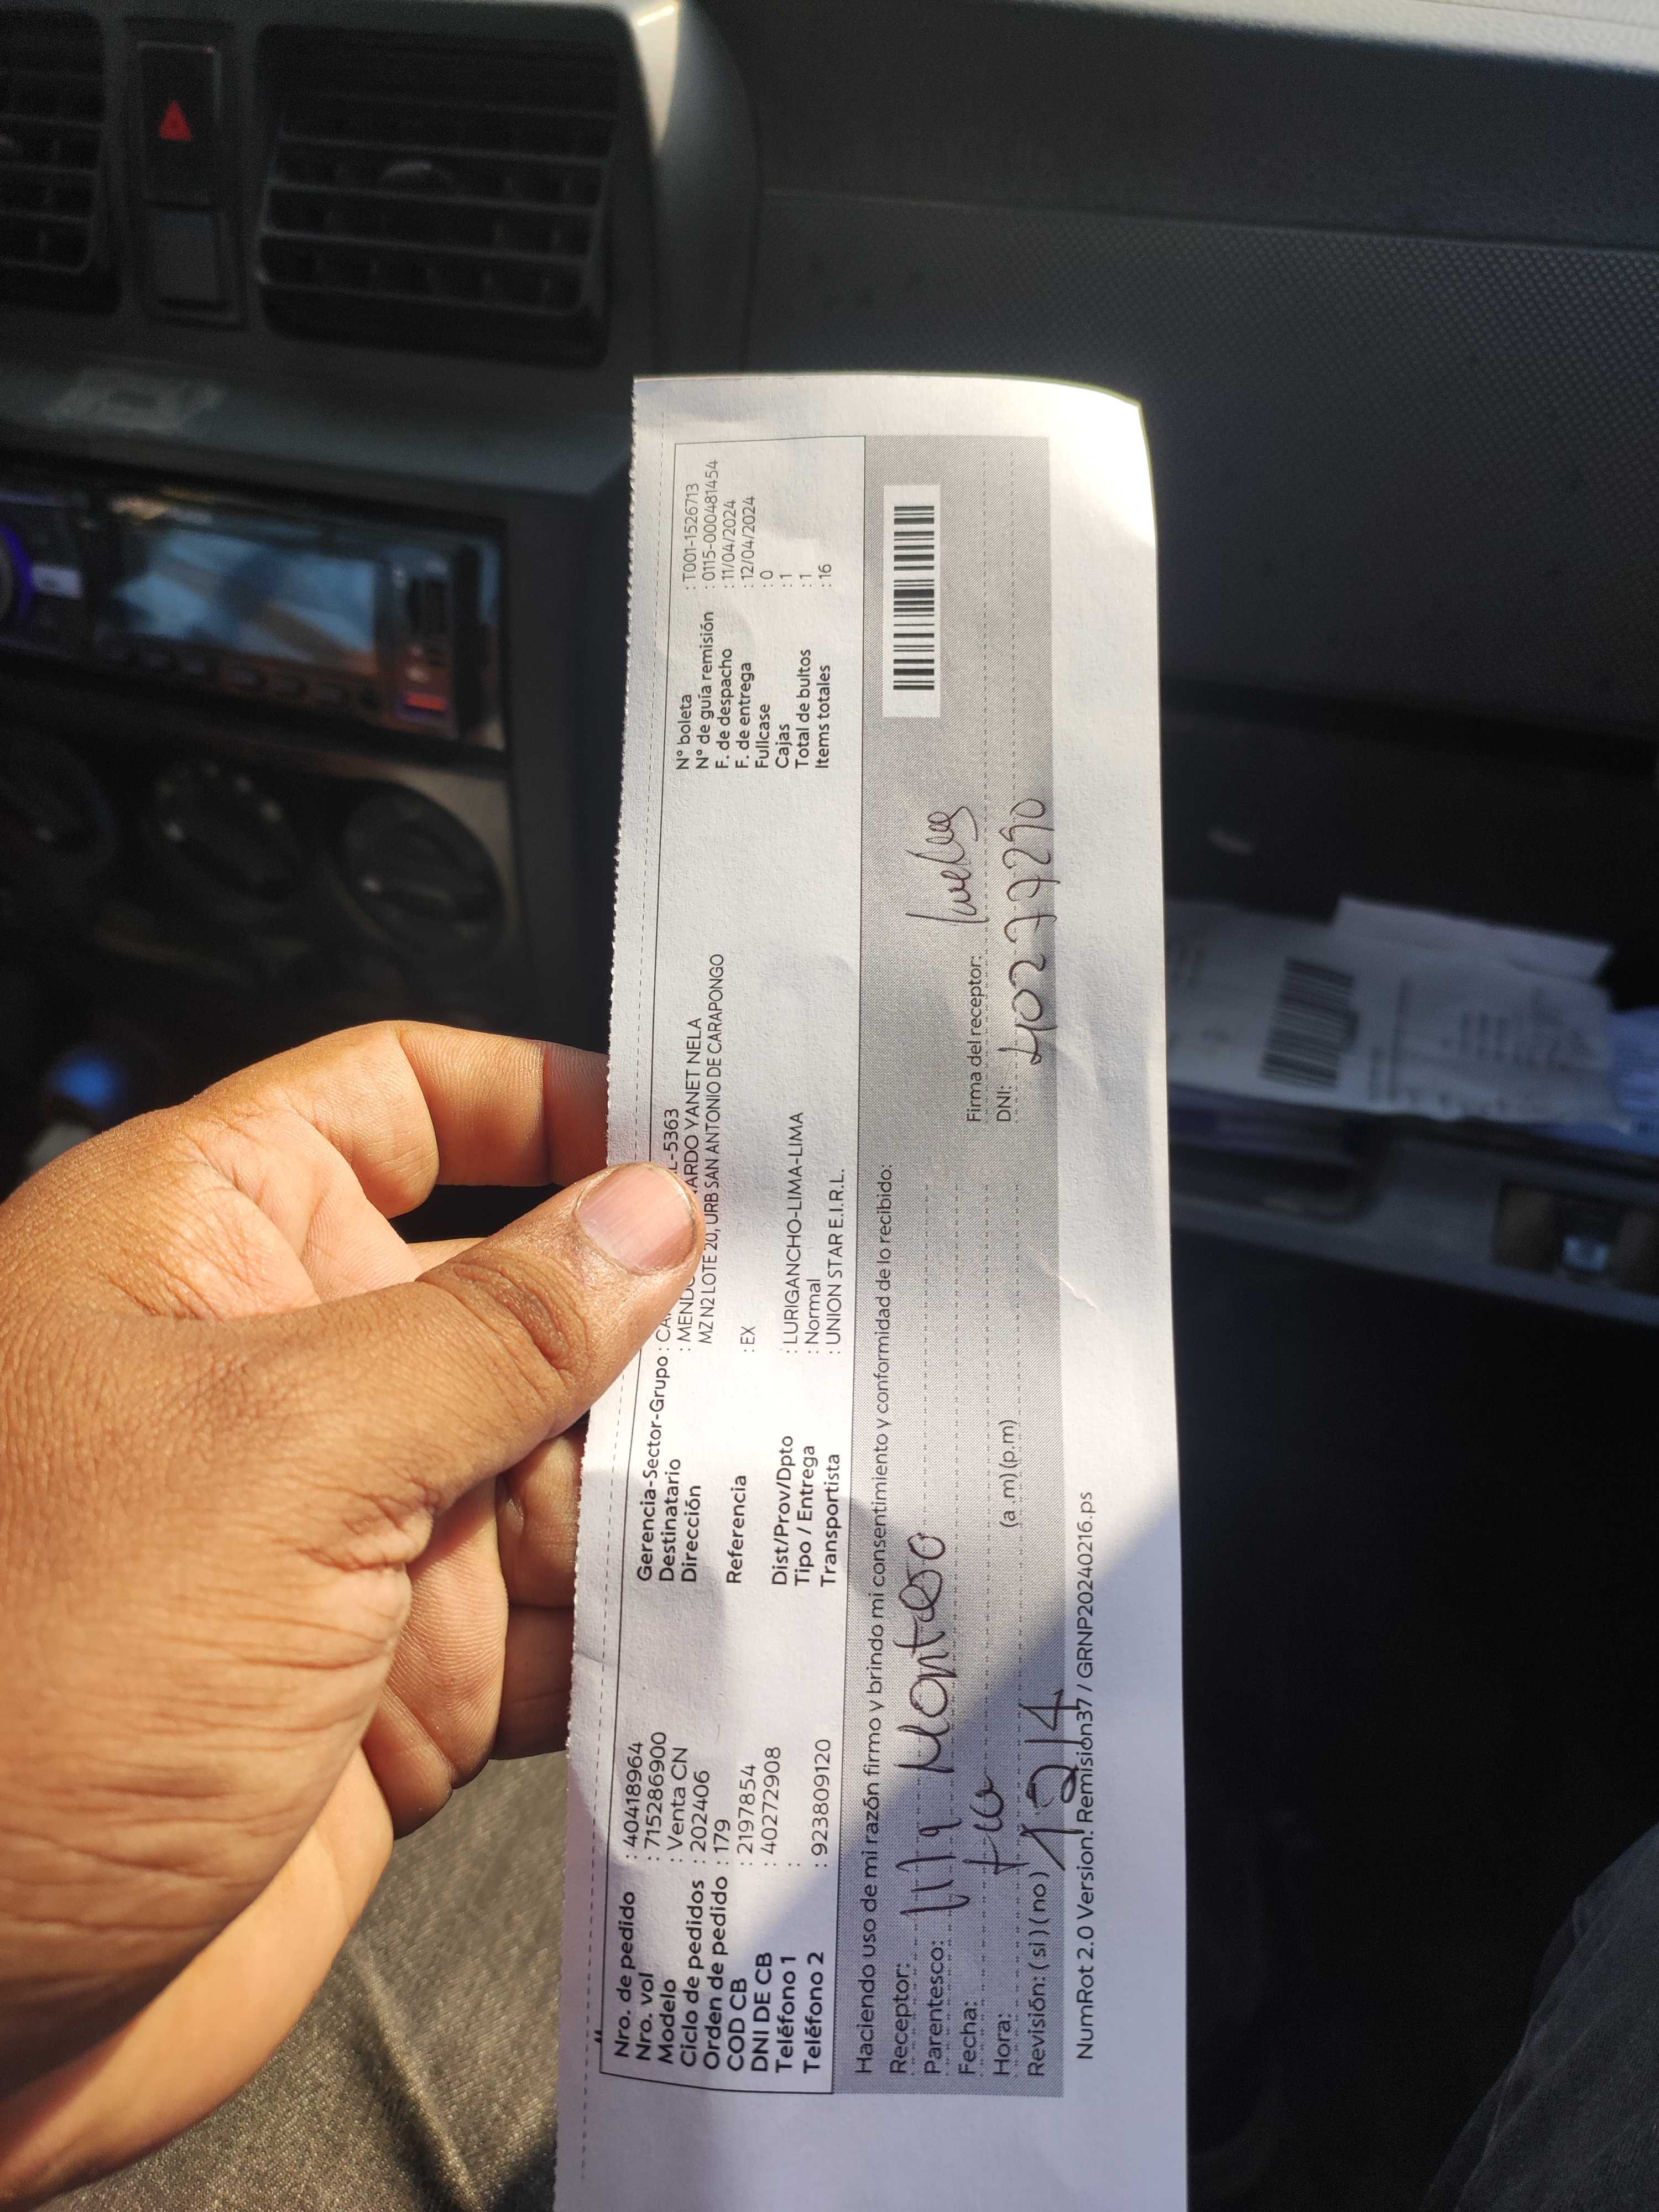 Nro. de pedido : 40418964
Nro. vol : 715286900
Modelo : Venta CN
Ciclo de pedidos : 202406
Orden de pedido : 179
COD CB : 2197854
DNI DE CB : 40272908
Teléfono 1 :
Teléfono 2 : 923809120
Gerencia-Sector-Grupo : CA L-5363
Destinatario : MEND ARDO YANET NELA
Dirección MZ N2 LOTE 20, URB SAN ANTONIO DE CARAPONGO
Referencia : EX
Dist/Prov/Dpto : LURIGANCHO-LIMA-LIMA
Tipo / Entrega : Normal
Transportista : UNION STAR E.I.R.L.
N° boleta : T001-1526713
N° de guía remisión : 0115-0000481454
F. de despacho : 11/04/2024
F. de entrega : 12/04/2024
Fullcase : 0
Cajas : 1
Total de bultos : 1
Items totales : 16
Haciendo uso de mi razón firmo y brindo mi consentimiento y conformidad de lo recibido:
Receptor:
Parentesco:
Fecha:
Hora: (a.m) (p.m)
Revisión: (si) (no)
Firma del receptor:
DNI: 40277290
NumRot 2.0 Version: Remision37 / GRNP20240216.ps